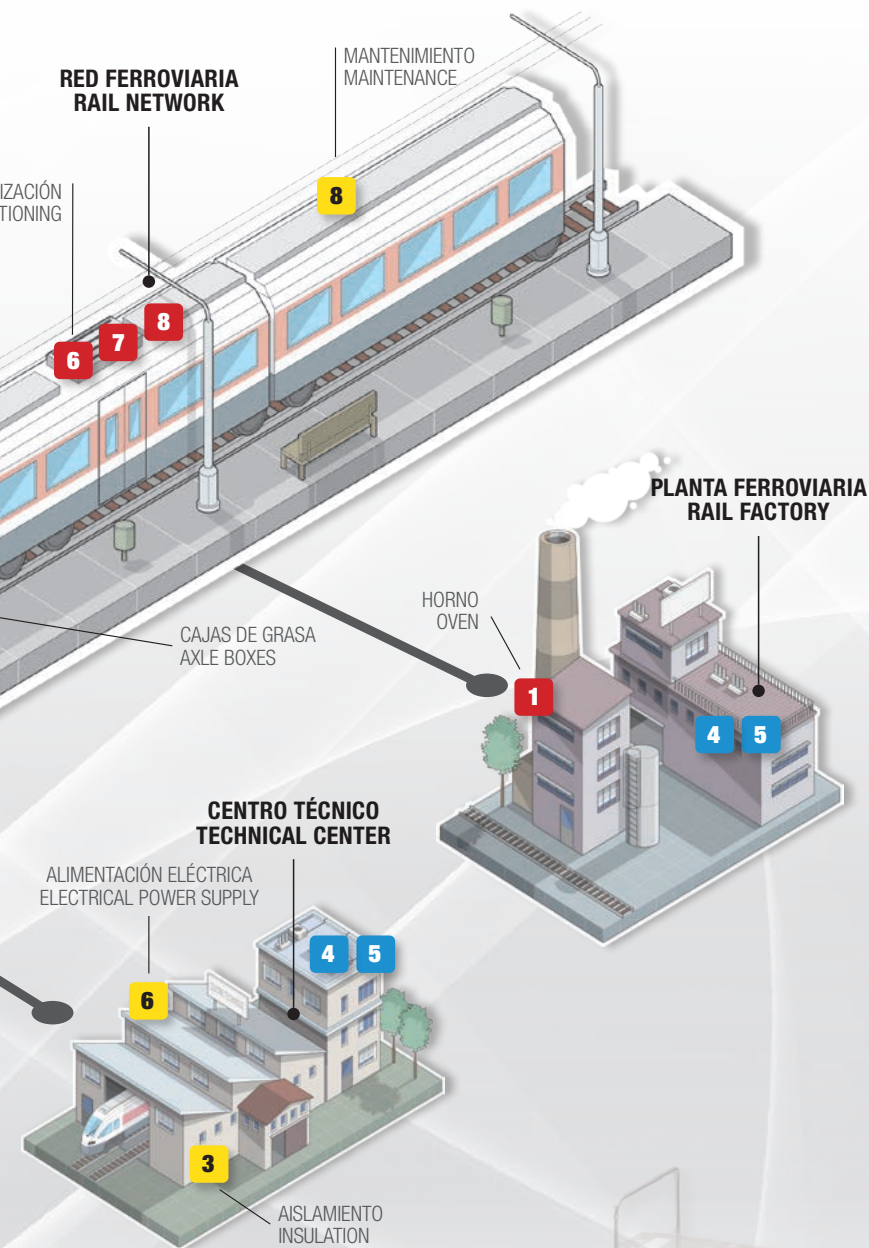 MANTENIMIENTO
MAINTENANCE
RED FERROVIARIA
RAIL NETWORK
8
IZACIÓN
TIONING
8
7
6
PLANTA FERROVIARIA
RAIL FACTORY
HORNO
OVEN
CAJAS DE GRASA
AXLE BOXES
1
4 5
CENTRO TÉCNICO
TECHNICAL CENTER
ALIMENTACIÓN ELÉCTRICA
ELECTRICAL POWER SUPPLY
4 5
6
3
AISLAMIENTO
INSULATION